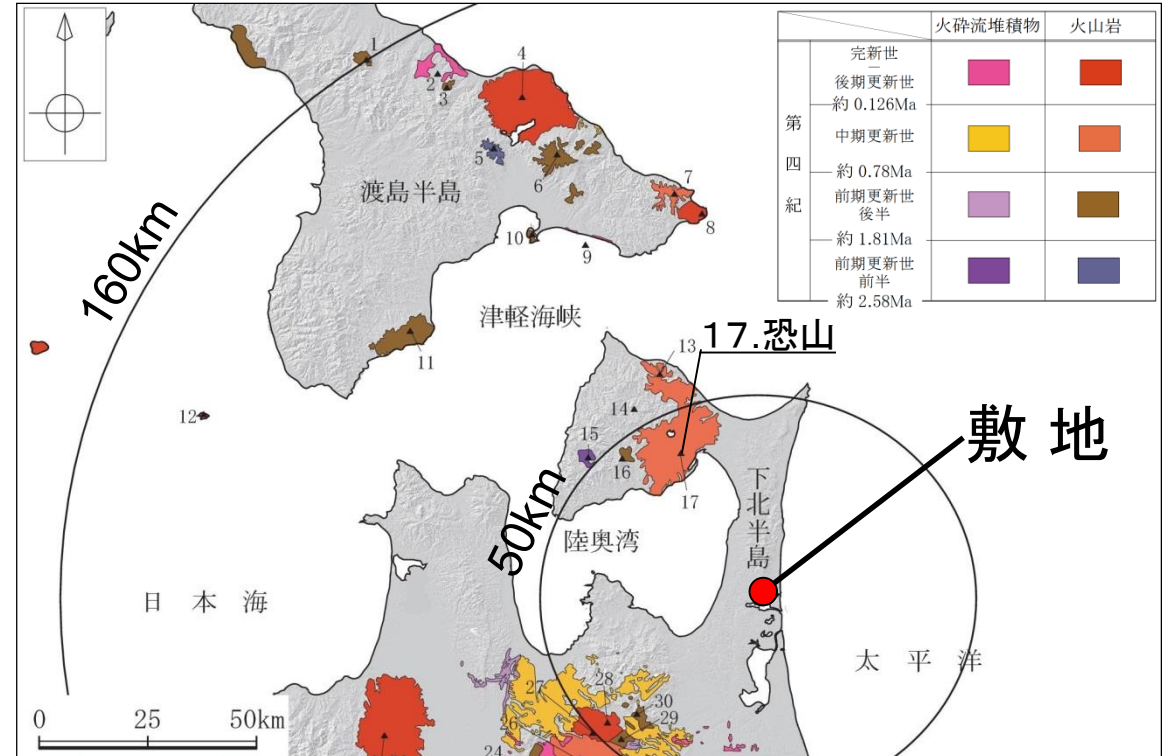 火砕流堆積物
火山岩
第四紀
完新世
―
後期更新世
約 0.126Ma
中期更新世
約 0.78Ma
前期更新世
後半
約 1.81Ma
前期更新世
前半
約 2.58Ma
1
2
3
4
5
6
7
8
渡島半島
10
9
160km
津軽海峡
11
17.恐山
13
12
14
15
16
17
敷地
50km
下北半島
陸奥湾
日本海
太平洋
27
28
30
29
26
24
0 25 50km